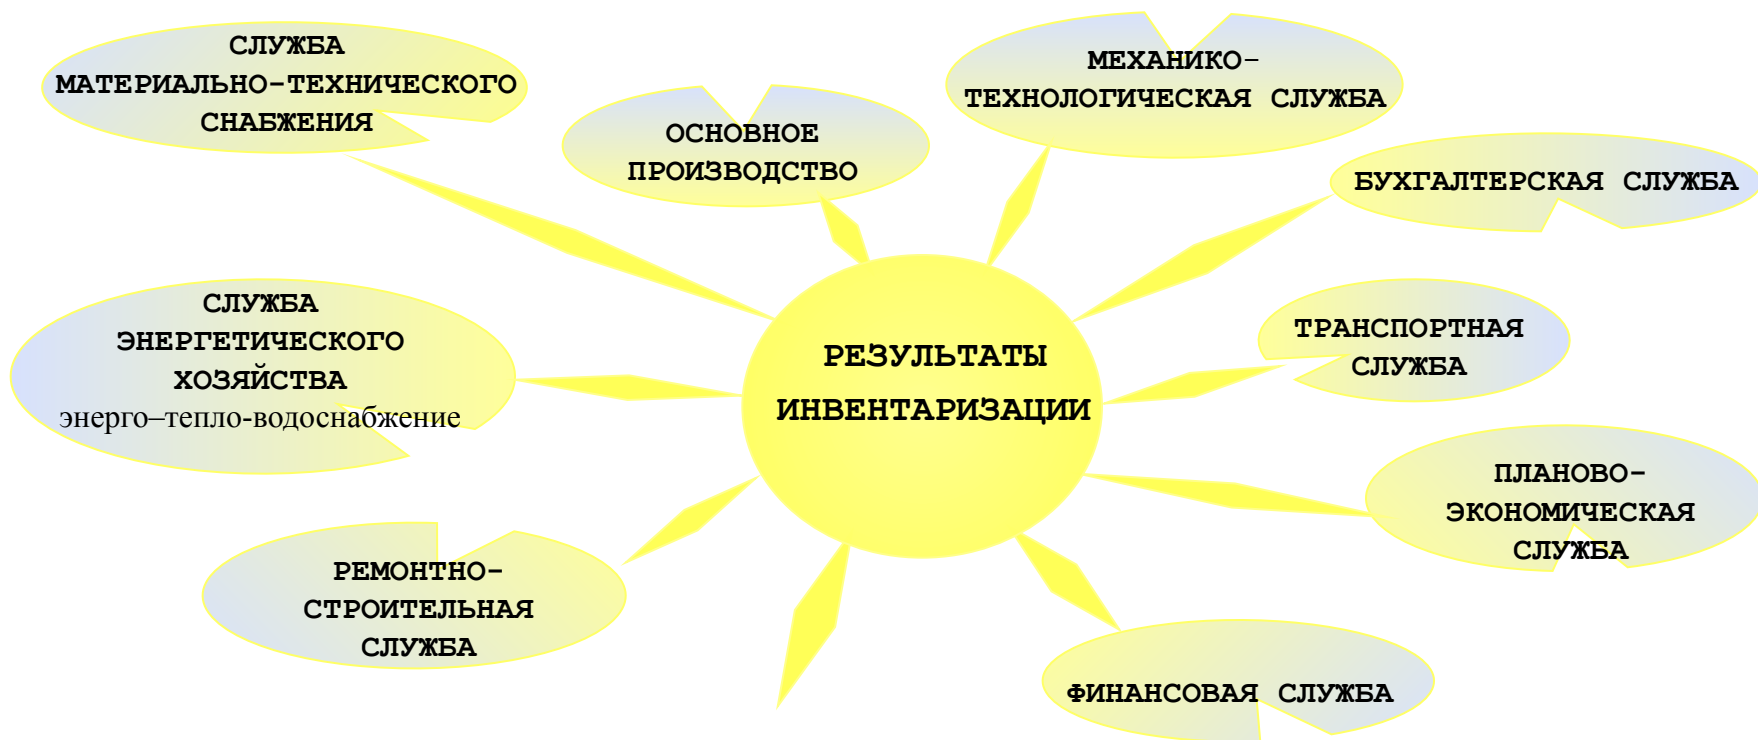 СЛУЖБА
МАТЕРИАЛЬНО-ТЕХНИЧЕСКОГО
СНАБЖЕНИЯ
ОСНОВНОЕ
ПРОИЗВОДСТВО
МЕХАНИКО-
ТЕХНОЛОГИЧЕСКАЯ СЛУЖБА
БУХГАЛТЕРСКАЯ СЛУЖБА
СЛУЖБА
ЭНЕРГЕТИЧЕСКОГО
ХОЗЯЙСТВА
энерго–тепло-водоснабжение
РЕЗУЛЬТАТЫ
ИНВЕНТАРИЗАЦИИ
ТРАНСПОРТНАЯ
СЛУЖБА
ПЛАНОВО-
ЭКОНОМИЧЕСКАЯ
СЛУЖБА
РЕМОНТНО-
СТРОИТЕЛЬНАЯ
СЛУЖБА
ФИНАНСОВАЯ СЛУЖБА